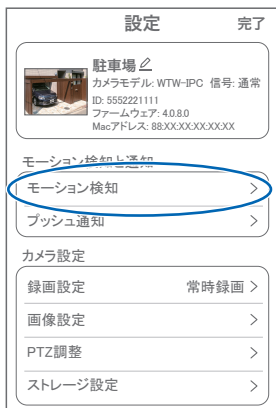 設定 完了
駐車場
カメラモデル: WTW-IPC 信号: 通常
ID: 5552221111
ファームウェア: 4.0.8.0
Macアドレス: 88:XX:XX:XX:XX:XX
モーション検知と通知
モーション検知
プッシュ通知
カメラ設定
録画設定 常時録画
画像設定
PTZ調整
ストレージ設定